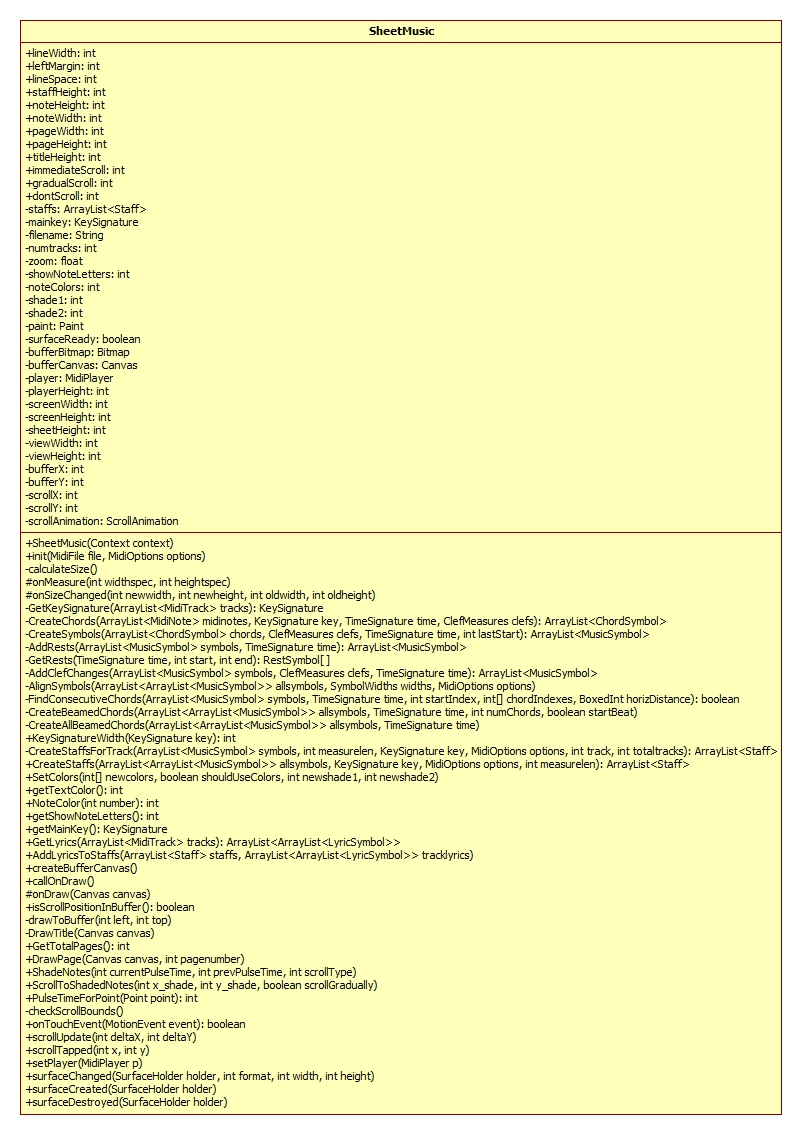 SheetMusic
+lineWidth: int
+leftMargin: int
+lineSpace: int
+staffHeight: int
+noteHeight: int
+noteWidth: int
+pageWidth: int
+pageHeight: int
+titleHeight: int
+immediateScroll: int
+gradualScroll: int
+dontScroll: int
-staffs: ArrayList<Staff>
-mainkey: KeySignature
-filename: String
-numtracks: int
-zoom: float
-showNoteLetters: int
-noteColors: int
-shade1: int
-shade2: int
-paint: Paint
-surfaceReady: boolean
-bufferBitmap: Bitmap
-bufferCanvas: Canvas
-player: MidiPlayer
-playerHeight: int
-screenWidth: int
-screenHeight: int
-sheetHeight: int
-viewWidth: int
-viewHeight: int
-bufferX: int
-bufferY: int
-scrollX: int
-scrollY: int
-scrollAnimation: ScrollAnimation
+SheetMusic(Context context)
+init(MidiFile file, MidiOptions options)
-calculateSize()
#onMeasure(int widthspec, int heightspec)
#onSizeChanged(int newwidth, int newheight, int oldwidth, int oldheight)
-GetKeySignature(ArrayList<MidiTrack> tracks): KeySignature
-CreateChords(ArrayList<MidiNote> midinotes, KeySignature key, TimeSignature time, ClefMeasures clefs): ArrayList<ChordSymbol>
-CreateSymbols(ArrayList<ChordSymbol> chords, ClefMeasures clefs, TimeSignature time, int lastStart): ArrayList<MusicSymbol>
-AddRests(ArrayList<MusicSymbol> symbols, TimeSignature time): ArrayList<MusicSymbol>
-GetRests(TimeSignature time, int start, int end): RestSymbol[]
-AddClefChanges(ArrayList<MusicSymbol> symbols, ClefMeasures clefs, TimeSignature time): ArrayList<MusicSymbol>
-AlignSymbols(ArrayList<ArrayList<MusicSymbol>> allsymbols, SymbolWidths widths, MidiOptions options)
-FindConsecutiveChords(ArrayList<MusicSymbol> symbols, TimeSignature time, int startIndex, int[] chordIndexes, BoxedInt horizDistance): boolean
-CreateBeamedChords(ArrayList<ArrayList<MusicSymbol>> allsymbols, TimeSignature time, int numChords, boolean startBeat)
-CreateAllBeamedChords(ArrayList<ArrayList<MusicSymbol>> allsymbols, TimeSignature time)
+KeySignatureWidth(KeySignature key): int
-CreateStaffsForTrack(ArrayList<MusicSymbol> symbols, int measurelen, KeySignature key, MidiOptions options, int track, int totaltracks): ArrayList<Staff>
+CreateStaffs(ArrayList<ArrayList<MusicSymbol>> allsymbols, KeySignature key, MidiOptions options, int measurelen): ArrayList<Staff>
+SetColors(int[] newcolors, boolean shouldUseColors, int newshade1, int newshade2)
+getTextColor(): int
+NoteColor(int number): int
+getShowNoteLetters(): int
+getMainKey(): KeySignature
+GetLyrics(ArrayList<MidiTrack> tracks): ArrayList<ArrayList<LyricSymbol>>
+AddLyricsToStaffs(ArrayList<Staff> staffs, ArrayList<ArrayList<LyricSymbol>> tracklyrics)
+createBufferCanvas()
+callOnDraw()
#onDraw(Canvas canvas)
+isScrollPositionInBuffer(): boolean
-drawToBuffer(int left, int top)
-DrawTitle(Canvas canvas)
+GetTotalPages(): int
+DrawPage(Canvas canvas, int pagenumber)
+ShadeNotes(int currentPulseTime, int prevPulseTime, int scrollType)
+ScrollToShadedNotes(int x_shade, int y_shade, boolean scrollGradually)
+PulseTimeForPoint(Point point): int
-checkScrollBounds()
+onTouchEvent(MotionEvent event): boolean
+scrollUpdate(int deltaX, int deltaY)
+scrollTapped(int x, int y)
+setPlayer(MidiPlayer p)
+surfaceChanged(SurfaceHolder holder, int format, int width, int height)
+surfaceCreated(SurfaceHolder holder)
+surfaceDestroyed(SurfaceHolder holder)